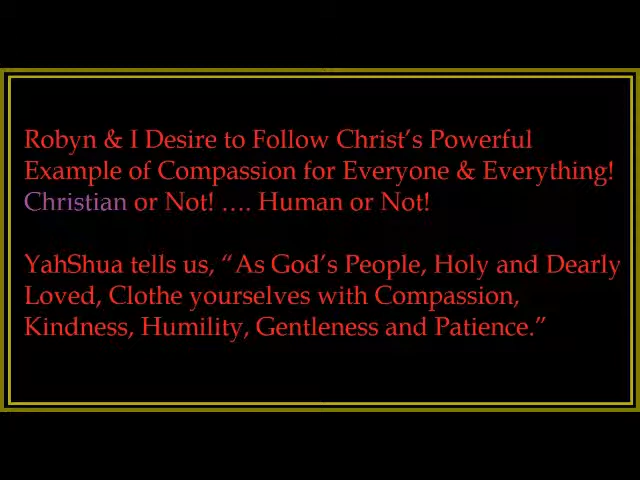 Robyn & I Desire to Follow Christ’s Powerful
Example of Compassion for Everyone & Everything!
Christian or Not! …. Human or Not!
YahShua tells us, “As God’s People, Holy and Dearly
Loved, Clothe yourselves with Compassion,
Kindness, Humility, Gentleness and Patience.”